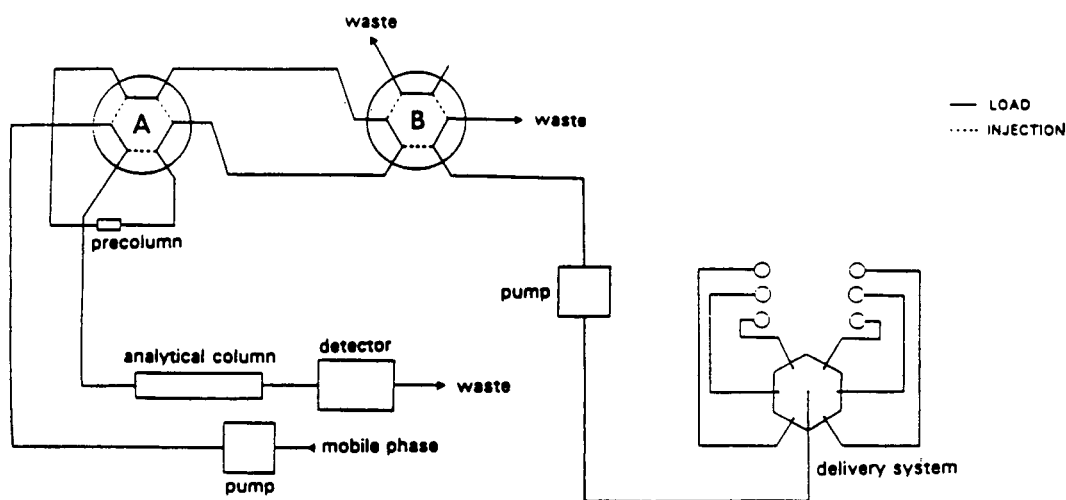 waste
A
B
waste
— LOAD
····· INJECTION
precolumn
pump
analytical column
detector
waste
mobile phase
pump
delivery system